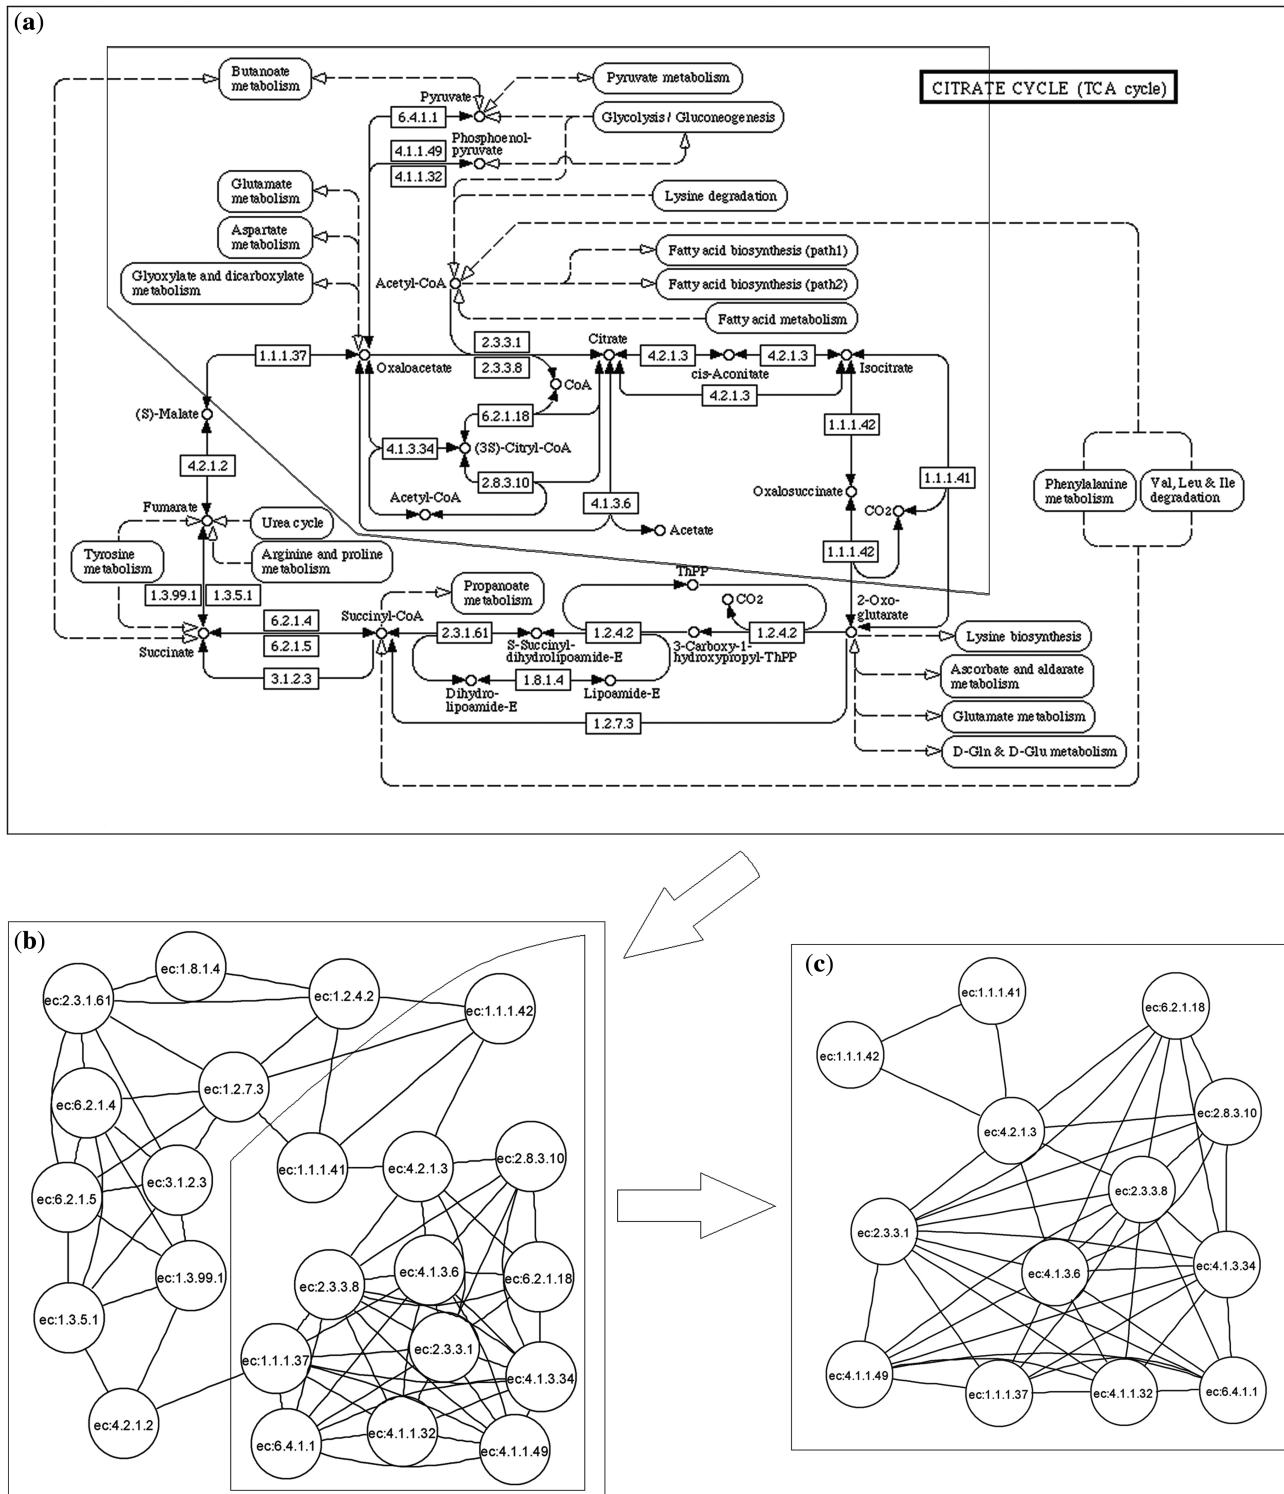 (a)
CITRATE CYCLE (TCA cycle)
Butanoate
metabolism
Pyruvate metabolism
Pyruvate
6.4.1.1
Glycolysis / Gluconeogenesis
Phosphoenol-
pyruvate
4.1.1.49
4.1.1.32
Glutamate
metabolism
Lysine degradation
Aspartate
metabolism
Fatty acid biosynthesis (path1)
Glyoxylate and dicarboxylate
metabolism
Acetyl-CoA
Fatty acid biosynthesis (path2)
Fatty acid metabolism
1.1.1.37
Oxaloacetate
2.3.3.1
2.3.3.8
Citrate
4.2.1.3
cis-Aconitate
4.2.1.3
Isocitrate
4.2.1.3
CoA
(S)-Malate
6.2.1.18
1.1.1.42
4.1.3.34
(3S)-Citryl-CoA
4.2.1.2
2.8.3.10
1.1.1.41
Phenylalanine
metabolism
Val, Leu & Ile
degradation
Oxalosuccinate
Acetyl-CoA
4.1.3.6
CO2
Fumarate
Urea cycle
Acetate
Tyrosine
metabolism
Arginine and proline
metabolism
1.1.1.42
ThPP
1.3.99.1
1.3.5.1
Propanoate
metabolism
CO2
2-Oxo-
glutarate
Succinyl-CoA
6.2.1.4
6.2.1.5
2.3.1.61
1.2.4.2
1.2.4.2
Lysine biosynthesis
Succinate
S-Succinyl-
dihydrolipoamide-E
3-Carboxy-1-
hydroxypropyl-ThPP
3.1.2.3
1.8.1.4
Ascorbate and aldarate
metabolism
Dihydro-
lipoamide-E
Lipoamide-E
1.2.7.3
Glutamate metabolism
D-Gln & D-Glu metabolism
(b)
ec:1.8.1.4
ec:2.3.1.61
ec:1.2.4.2
ec:1.1.1.42
ec:1.2.7.3
ec:6.2.1.4
ec:1.1.1.41
ec:4.2.1.3
ec:2.8.3.10
ec:3.1.2.3
ec:6.2.1.5
ec:1.3.99.1
ec:2.3.3.8
ec:4.1.3.6
ec:6.2.1.18
ec:1.3.5.1
ec:2.3.3.1
ec:1.1.1.37
ec:4.1.3.34
ec:4.2.1.2
ec:6.4.1.1
ec:4.1.1.32
ec:4.1.1.49
(c)
ec:1.1.1.41
ec:6.2.1.18
ec:1.1.1.42
ec:2.8.3.10
ec:4.2.1.3
ec:2.3.3.8
ec:2.3.3.1
ec:4.1.3.6
ec:4.1.3.34
ec:4.1.1.49
ec:1.1.1.37
ec:4.1.1.32
ec:6.4.1.1